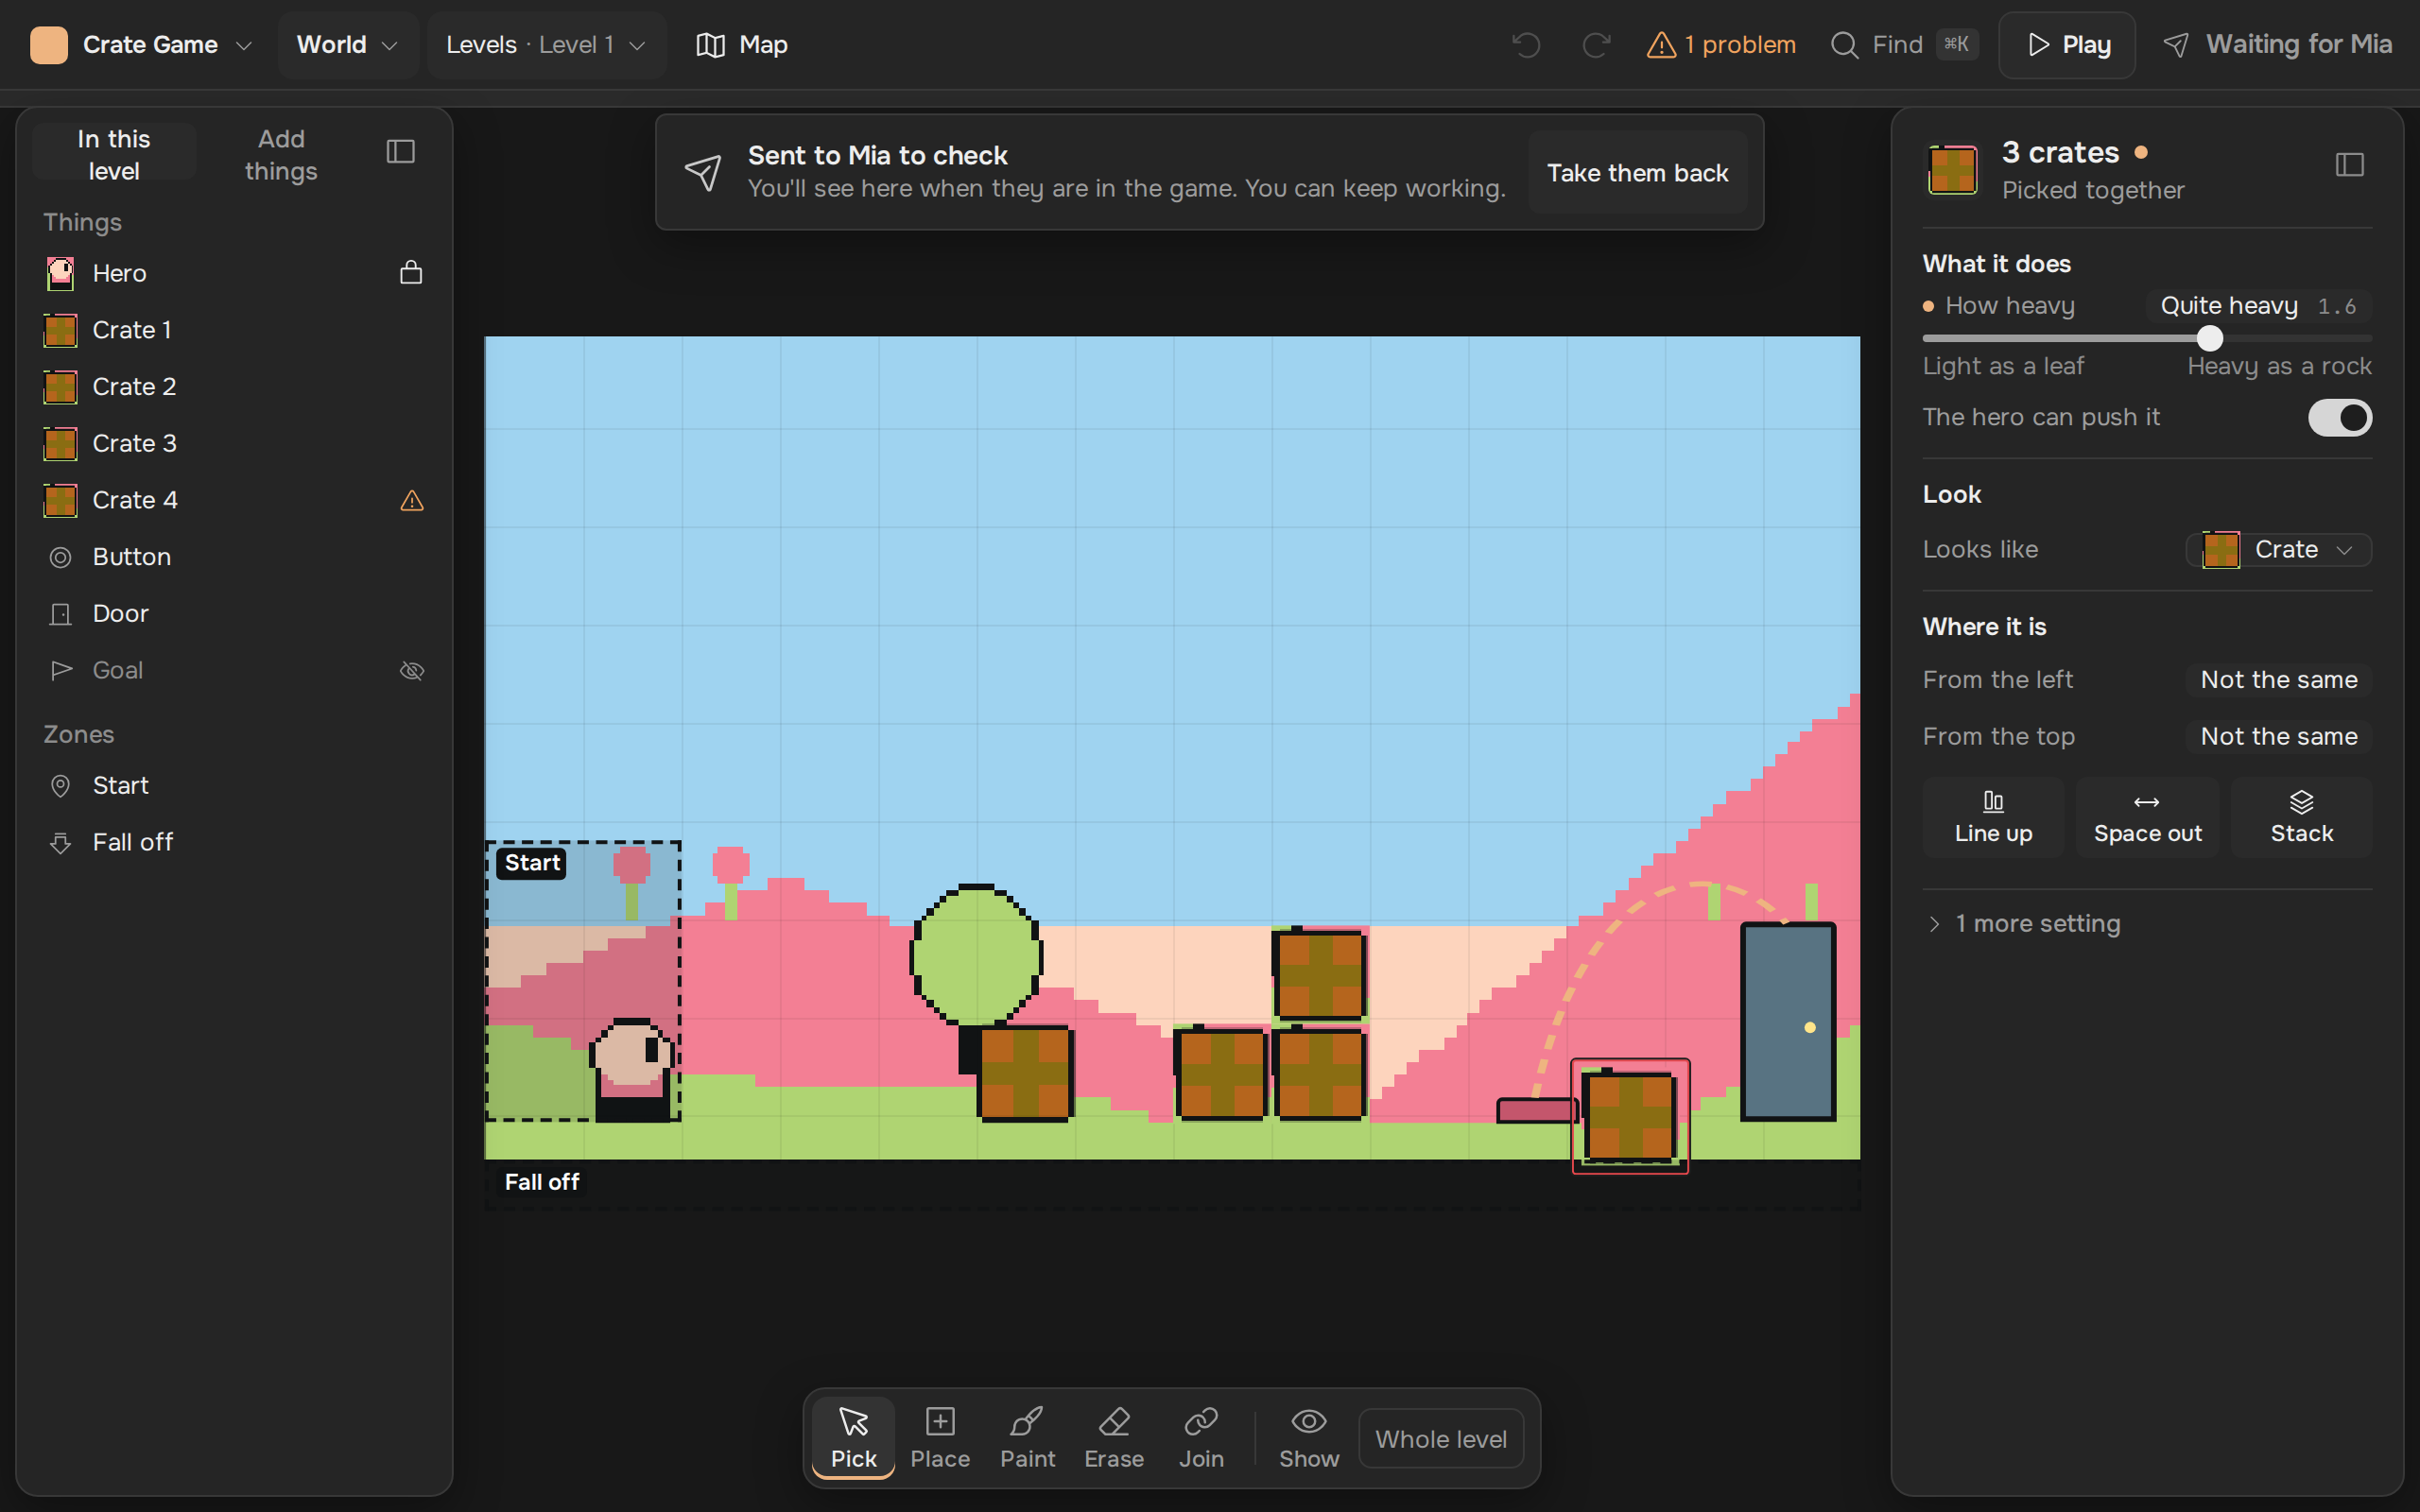 Crate Game
World
Levels · Level 1
Map
1 problem
Find ⌘K
Play
Waiting for Mia
In this level
Add things
Things
Hero
Crate 1
Crate 2
Crate 3
Crate 4
Button
Door
Goal
Zones
Start
Fall off
Sent to Mia to check
You'll see here when they are in the game. You can keep working.
Take them back
Start
Fall off
Pick
Place
Paint
Erase
Join
Show
Whole level
3 crates
Picked together
What it does
How heavy
Quite heavy 1.6
Light as a leaf
Heavy as a rock
The hero can push it
Look
Looks like
Crate
Where it is
From the left
Not the same
From the top
Not the same
Line up
Space out
Stack
1 more setting